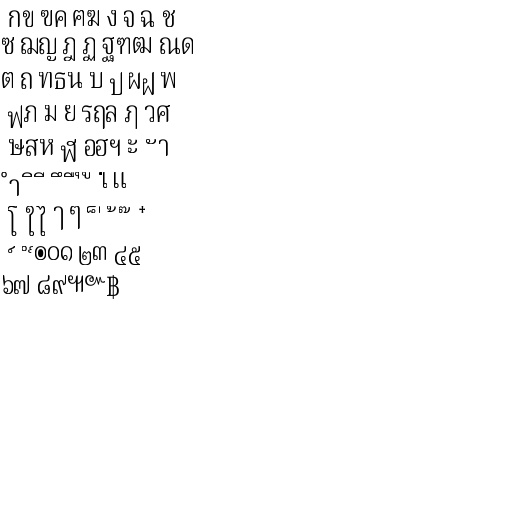 กข ฃค ฅฆ ง จ ฉ ช
ซ ฌญ ฎ ฏ ฐฑฒ ณด
ต ถ ทธน บ ป ผฝ พ
ฟภ ม ย รฤล ฦ วศ
ษสห ฬ อฮฯ ะ  ั า
 ำ  ิ ี  ึ ื ุ ู เ แ
โ ใไ ๅ ๆ  ็ ่  ้ ๊  ๋
 ์  ํ ๎๏๐๑ ๒๓ ๔๕
๖๗ ๘๙๚๛฿